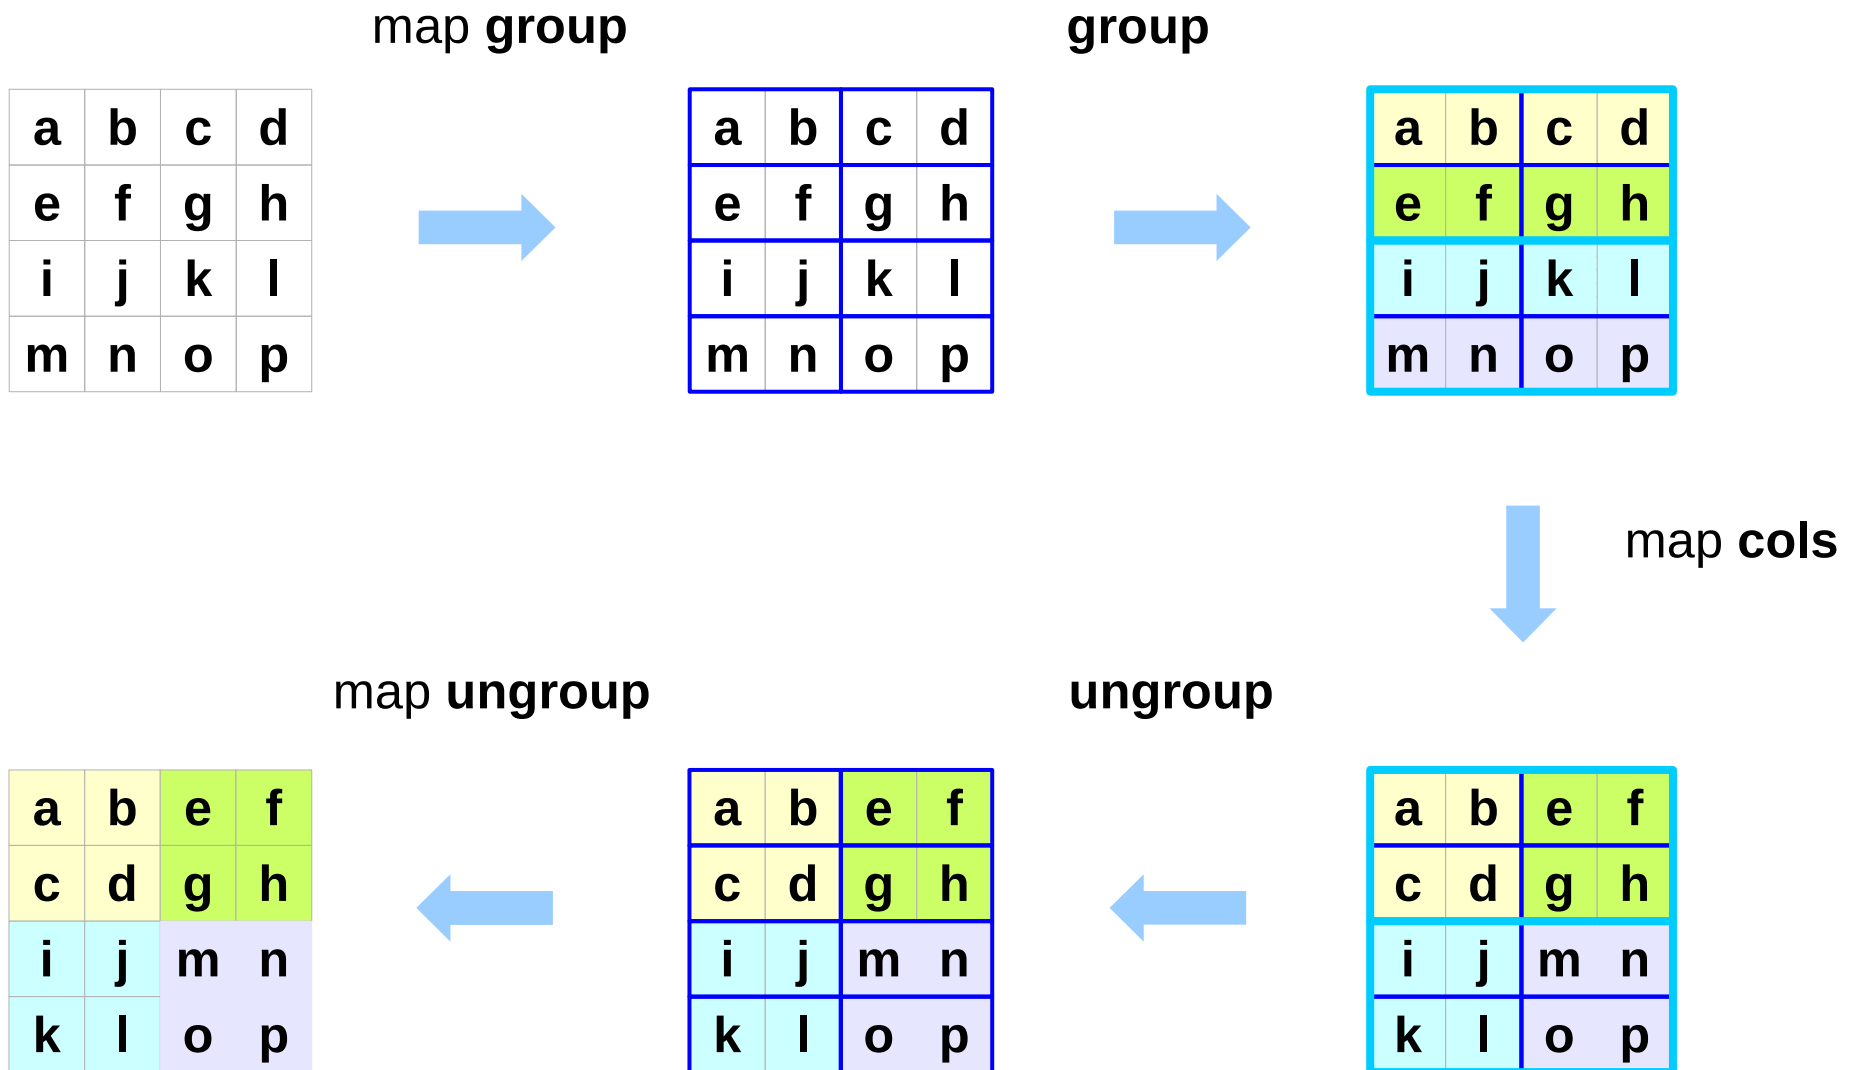 map group
group
a b c d
e f g h
i j k l
m n o p
a b c d
e f g h
i j k l
m n o p
a b c d
e f g h
i j k l
m n o p
map cols
map ungroup
ungroup
a b e f
c d g h
i j m n
k l o p
a b e f
c d g h
i j m n
k l o p
a b e f
c d g h
i j m n
k l o p